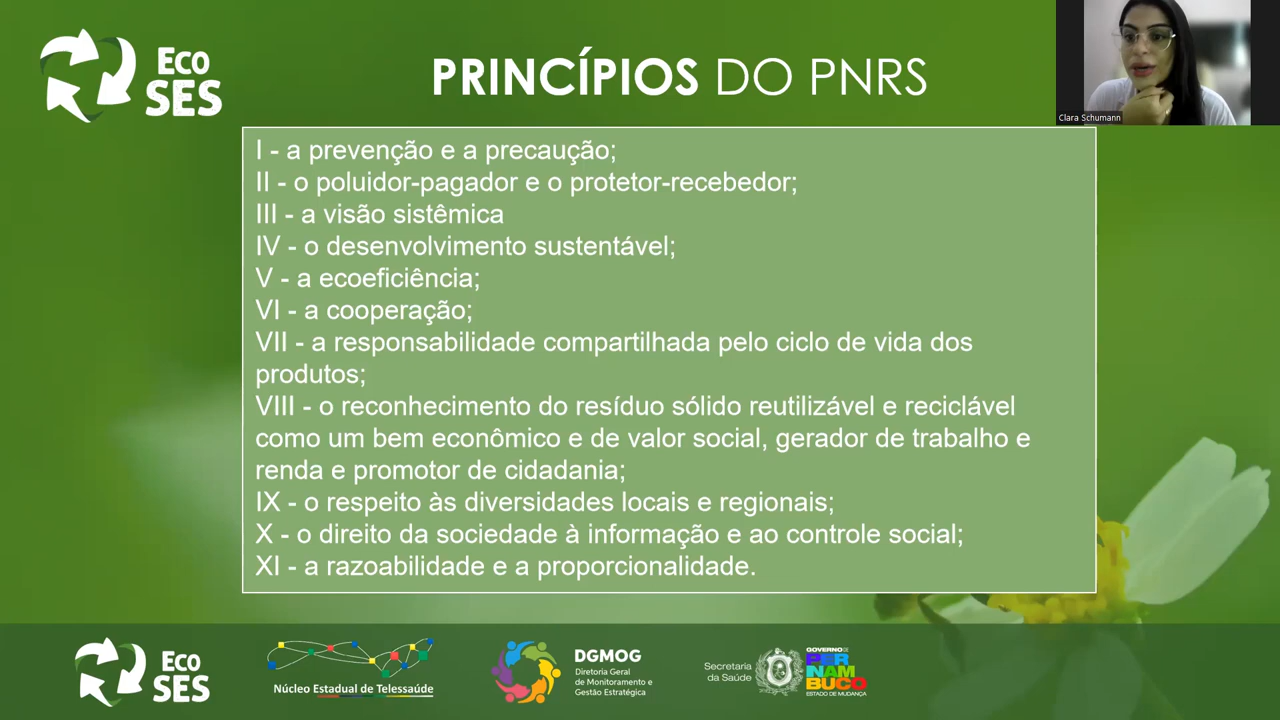 Eco
SES
PRINCÍPIOS DO PNRS
Clara Schumann
I - a prevenção e a precaução;
II - o poluidor-pagador e o protetor-recebedor;
III - a visão sistêmica
IV - o desenvolvimento sustentável;
V - a ecoeficiência;
VI - a cooperação;
VII - a responsabilidade compartilhada pelo ciclo de vida dos
produtos;
VIII - o reconhecimento do resíduo sólido reutilizável e reciclável
como um bem econômico e de valor social, gerador de trabalho e
renda e promotor de cidadania;
IX - o respeito às diversidades locais e regionais;
X - o direito da sociedade à informação e ao controle social;
XI - a razoabilidade e a proporcionalidade.
Eco
SES
Núcleo Estadual de Telessaúde
DGMOG
Diretoria Geral
de Monitoramento e
Gestão Estratégica
Secretaria
da Saúde
GOVERNO DE
PER
NAM
BUCO
ESTADO DE MUDANÇA